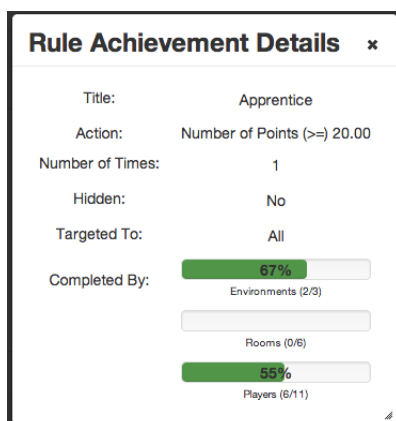 Rule Achievement Details ×
Title: Apprentice
Action: Number of Points (>=) 20.00
Number of Times: 1
Hidden: No
Targeted To: All
Completed By: 67%
Environments (2/3)
Rooms (0/6)
55%
Players (6/11)